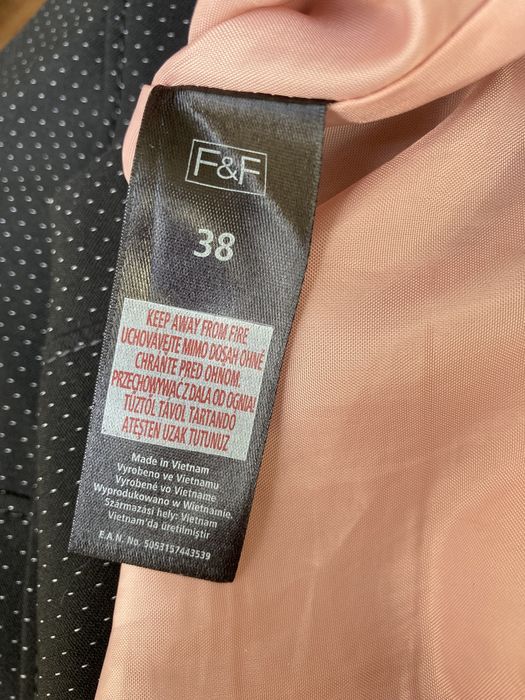 F&F
38
KEEP AWAY FROM FIRE
UCHOVÁVEJTE MIMO DOSAH OHNĚ
CHRÁŇTE PRED OHŇOM.
PRZECHOWYWAĆ Z DALA OD OGNIA!
TŰZTŐL TÁVOL TARTANDÓ
ATEŞTEN UZAK TUTUNUZ
Made in Vietnam
Vyrobeno ve Vietnamu
Vyrobené vo Vietname
Wyprodukowano w Wietnamie.
Származási hely: Vietnam
Vietnam'da üretilmiştir
E.A.N. No. 5053157443539